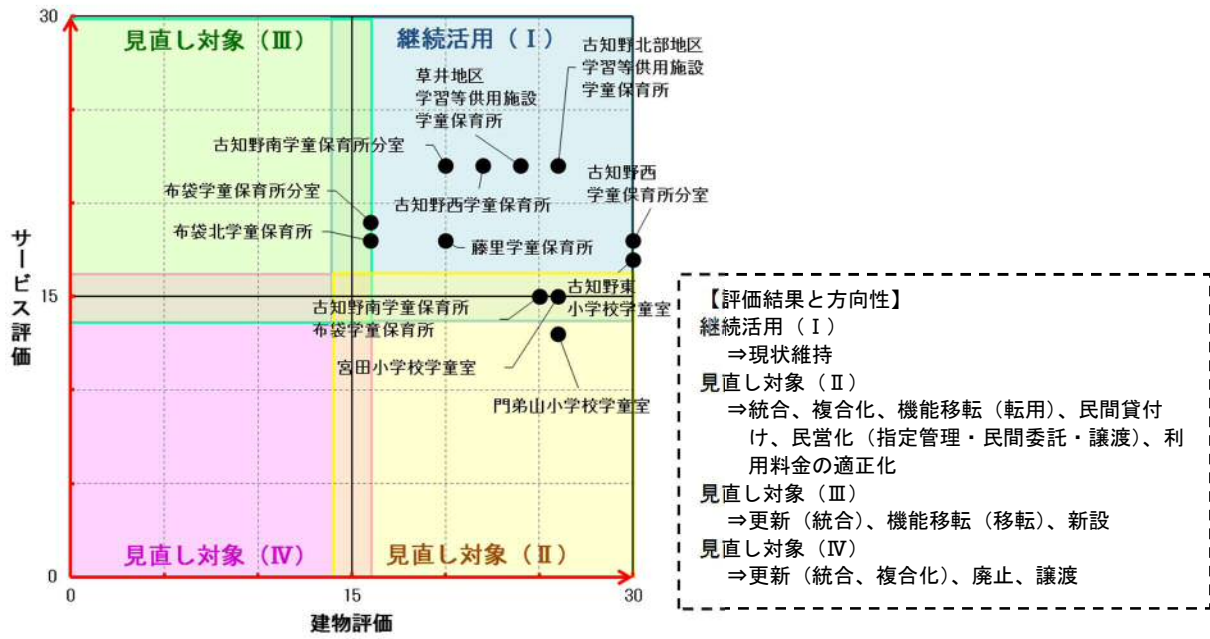 30
見直し対象（Ⅲ）
継続活用（Ⅰ）
古知野北部地区
学習等供用施設
学童保育所
草井地区
学習等供用施設
学童保育所
古知野南学童保育所分室
古知野西
学童保育所分室
布袋学童保育所分室
古知野西学童保育所
布袋北学童保育所
藤里学童保育所
サービス評価
15
古知野東
小学校学童室
古知野南学童保育所
布袋学童保育所
宮田小学校学童室
門弟山小学校学童室
見直し対象（Ⅳ）
見直し対象（Ⅱ）
0
0
15
30
建物評価
【評価結果と方向性】
継続活用（Ⅰ）
⇒現状維持
見直し対象（Ⅱ）
⇒統合、複合化、機能移転（転用）、民間貸付
け、民営化（指定管理・民間委託・譲渡）、利
用料金の適正化
見直し対象（Ⅲ）
⇒更新（統合）、機能移転（移転）、新設
見直し対象（Ⅳ）
⇒更新（統合、複合化）、廃止、譲渡